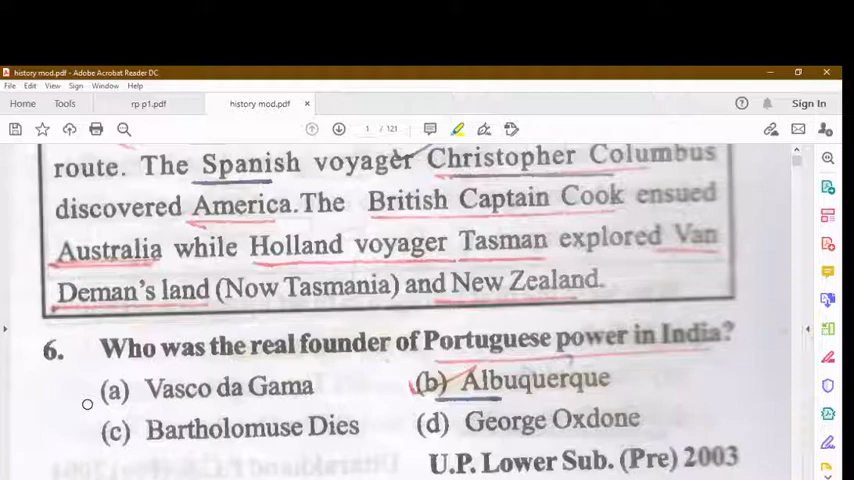 history mod.pdf - Adobe Acrobat Reader DC
File Edit View Sign Window Help
Home Tools rp p1.pdf history mod.pdf × Sign In
1 / 121
route. The Spanish voyager Christopher Columbus
discovered America.The British Captain Cook ensued
Australia while Holland voyager Tasman explored Van
Deman's land (Now Tasmania) and New Zealand.
6. Who was the real founder of Portuguese power in India?
(a) Vasco da Gama (b) Albuquerque
(c) Bartholomuse Dies (d) George Oxdone
U.P. Lower Sub. (Pre) 2003